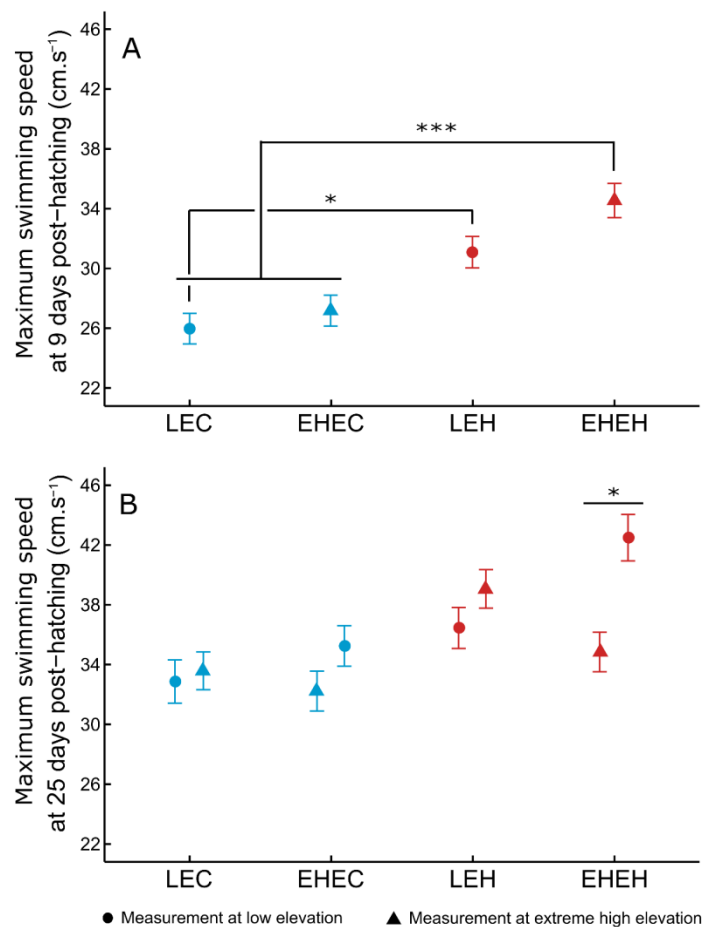 A
Maximum swimming speed
at 9 days post−hatching (cm.s⁻¹)
46
42
38
34
30
26
22
***
*
LEC EHEC LEH EHEH
B
Maximum swimming speed
at 25 days post−hatching (cm.s⁻¹)
46
42
38
34
30
26
22
*
LEC EHEC LEH EHEH
● Measurement at low elevation ▲ Measurement at extreme high elevation